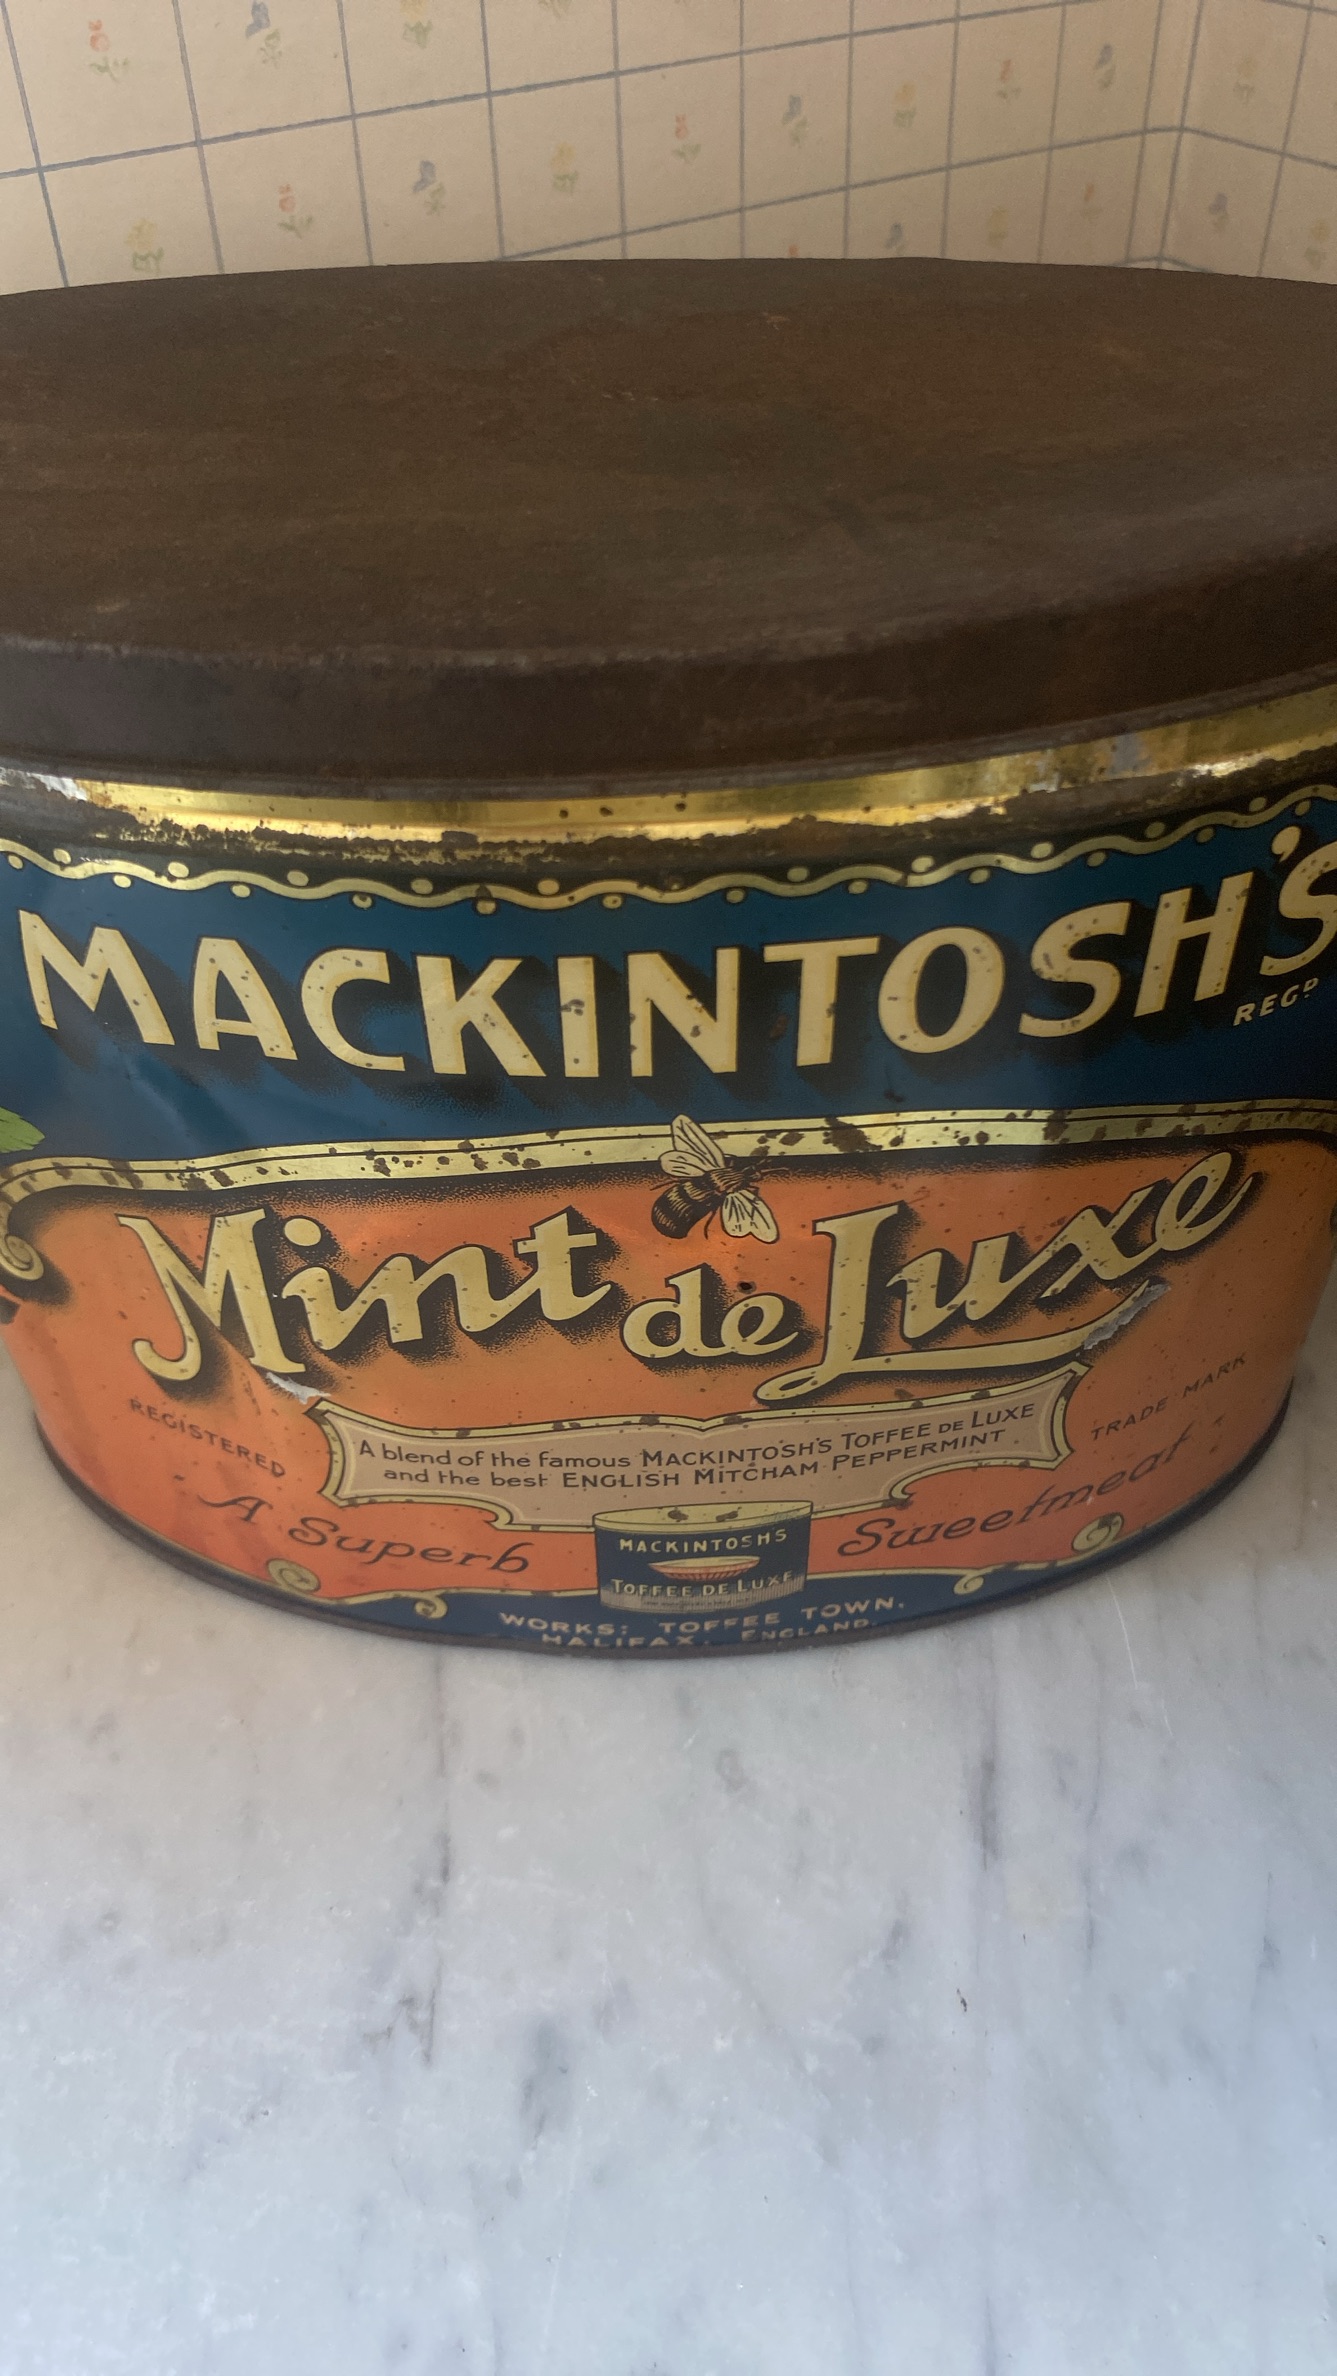 MACKINTOSH'S
REGD
Mint de Luxe
REGISTERED
TRADE MARK
A blend of the famous MACKINTOSH'S TOFFEE DE LUXE
and the best ENGLISH MITCHAM PEPPERMINT
A Superb Sweetmeat
MACKINTOSH'S
TOFFEE DE LUXE
WORKS: TOFFEE TOWN,
HALIFAX, ENGLAND.